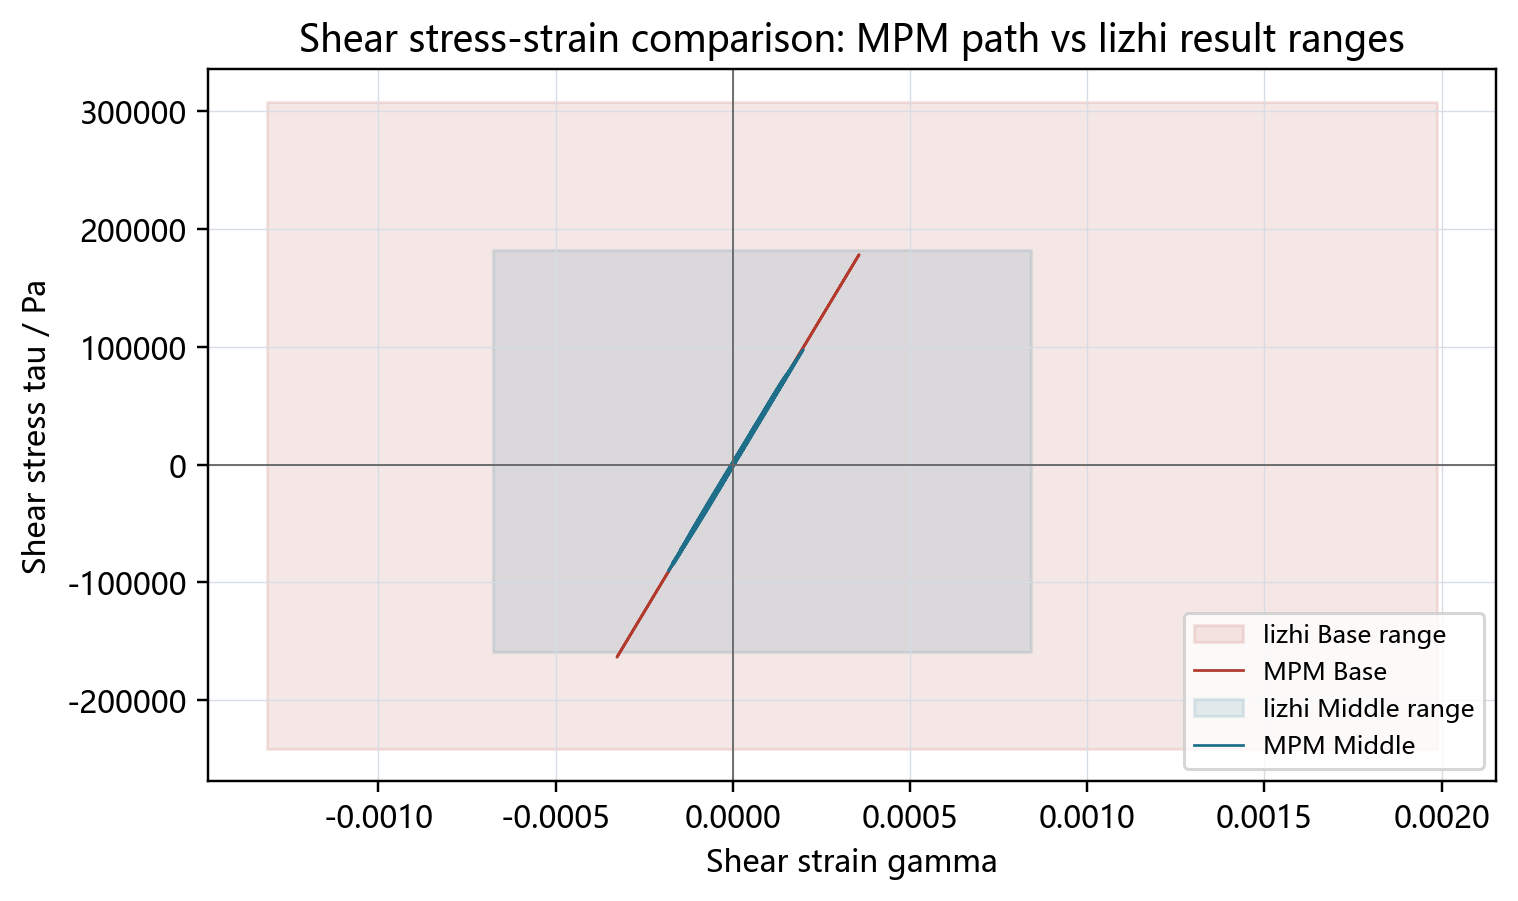 Shear stress-strain comparison: MPM path vs lizhi result ranges
Shear stress tau / Pa
300000
200000
100000
0
-100000
-200000
-0.0010
-0.0005
0.0000
0.0005
0.0010
0.0015
0.0020
Shear strain gamma
lizhi Base range
MPM Base
lizhi Middle range
MPM Middle